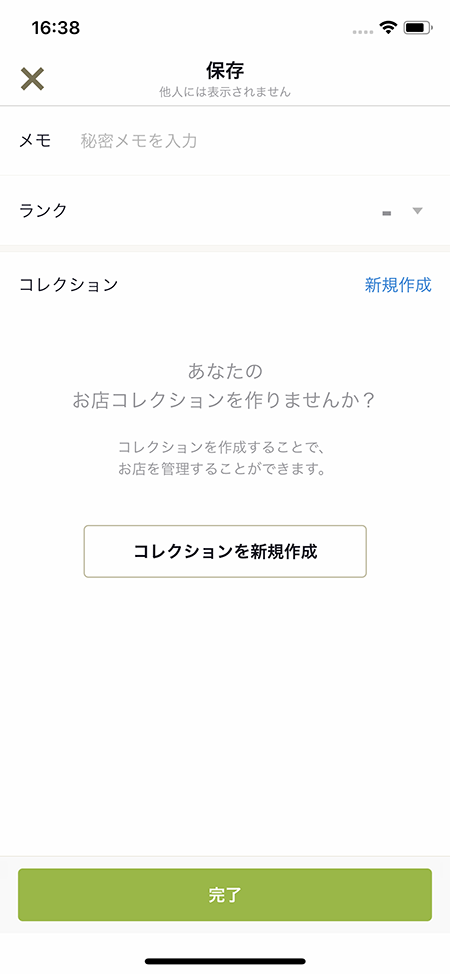 16:38
保存
他人には表示されません
メモ 秘密メモを入力
ランク -
コレクション 新規作成
あなたの
お店コレクションを作りませんか？
コレクションを作成することで、
お店を管理することができます。
コレクションを新規作成
完了